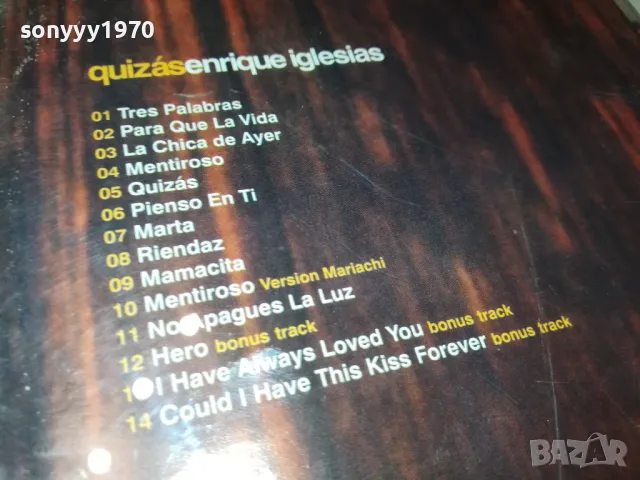 sonyyy1970
quizásenrique iglesias
01 Tres Palabras
02 Para Que La Vida
03 La Chica de Ayer
04 Mentiroso
05 Quizás
06 Pienso En Ti
07 Marta
08 Riendaz
09 Mamacita
10 Mentiroso Version Mariachi
11 No Apagues La Luz
12 Hero bonus track
1 I Have Always Loved You bonus track
14 Could I Have This Kiss Forever bonus track
BAZAR
bazar.bg